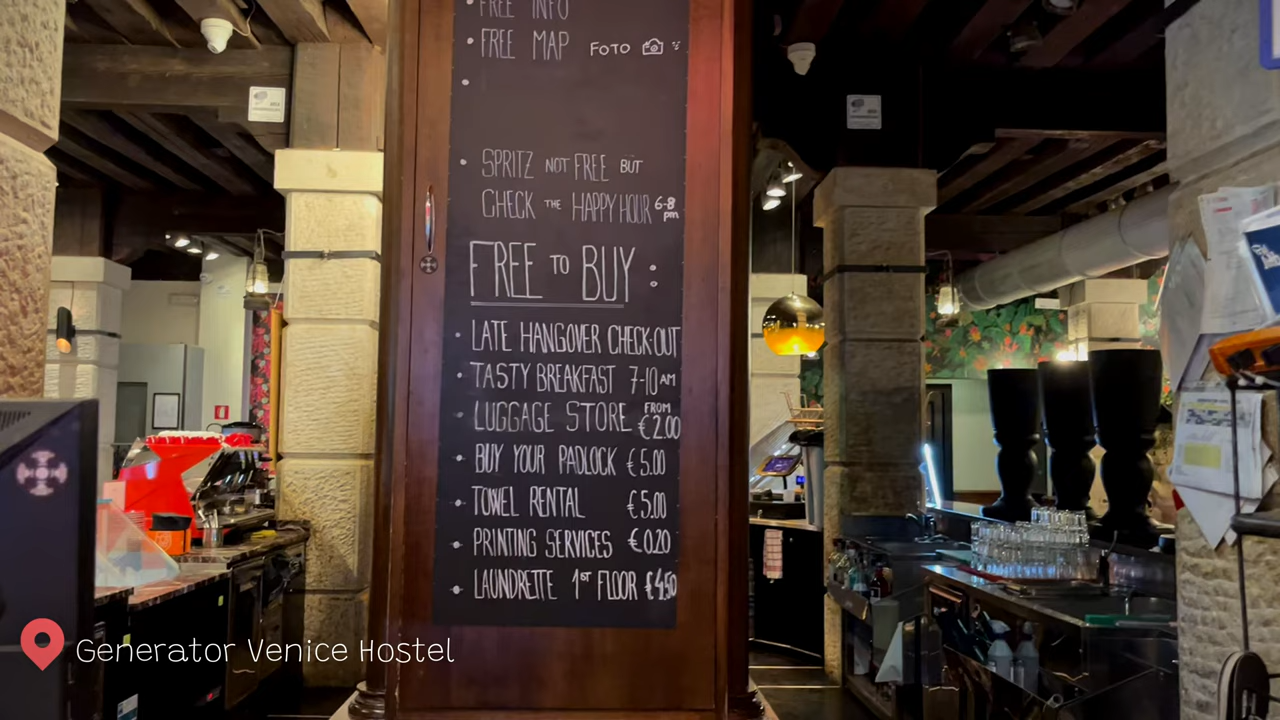 FREE INFO
FREE MAP FOTO
SPRITZ NOT FREE BUT
CHECK THE HAPPY HOUR 6-8 pm
FREE TO BUY :
LATE HANGOVER CHECK-OUT
TASTY BREAKFAST 7-10 AM
LUGGAGE STORE FROM €2.00
BUY YOUR PADLOCK €5.00
TOWEL RENTAL €5.00
PRINTING SERVICES €0.20
LAUNDRETTE 1ST FLOOR €4.50
Generator Venice Hostel